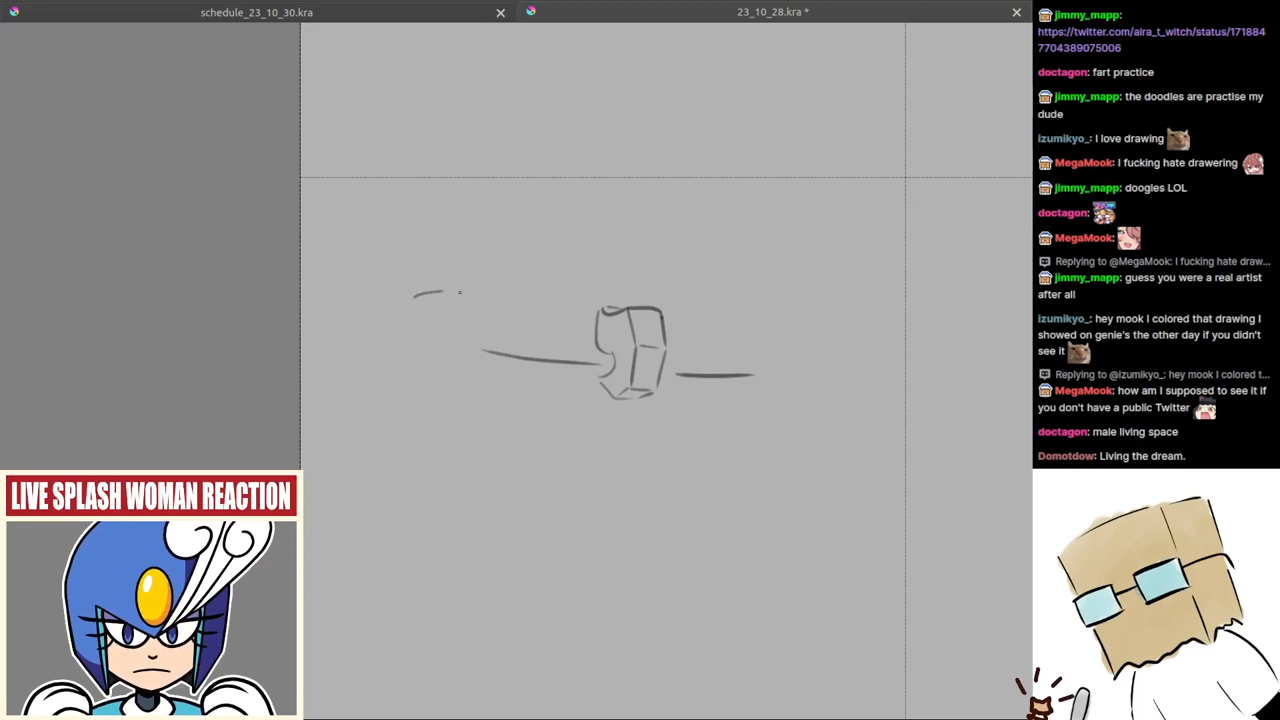 schedule_23_10_30.kra
23_10_28.kra *
jimmy_mapp:
https://twitter.com/aira_t_witch/status/171884
7704389075006
doctagon: fart practice
jimmy_mapp: the doodles are practise my
dude
izumikyo_: I love drawing
MegaMook: I fucking hate drawering
jimmy_mapp: doogles LOL
doctagon:
MegaMook:
Replying to @MegaMook: I fucking hate draw...
jimmy_mapp: guess you were a real artist
after all
izumikyo_: hey mook I colored that drawing I
showed on genie's the other day if you didn't
see it
Replying to @izumikyo_: hey mook I colored t...
MegaMook: how am I supposed to see it if
you don't have a public Twitter
doctagon: male living space
Domotdow: Living the dream.
LIVE SPLASH WOMAN REACTION